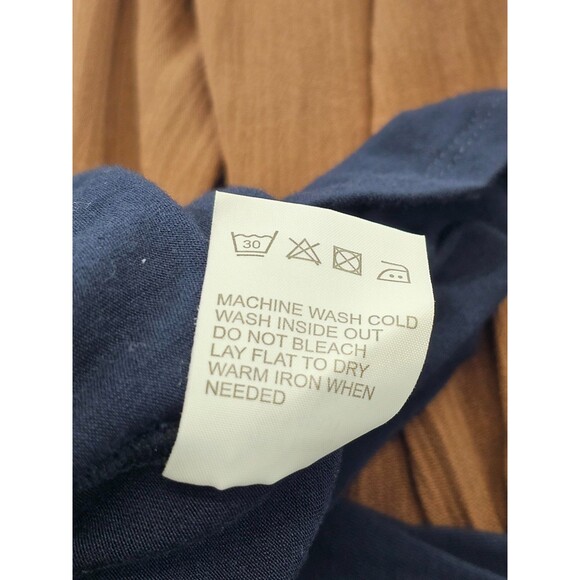 30
MACHINE WASH COLD
WASH INSIDE OUT
DO NOT BLEACH
LAY FLAT TO DRY
WARM IRON WHEN
NEEDED